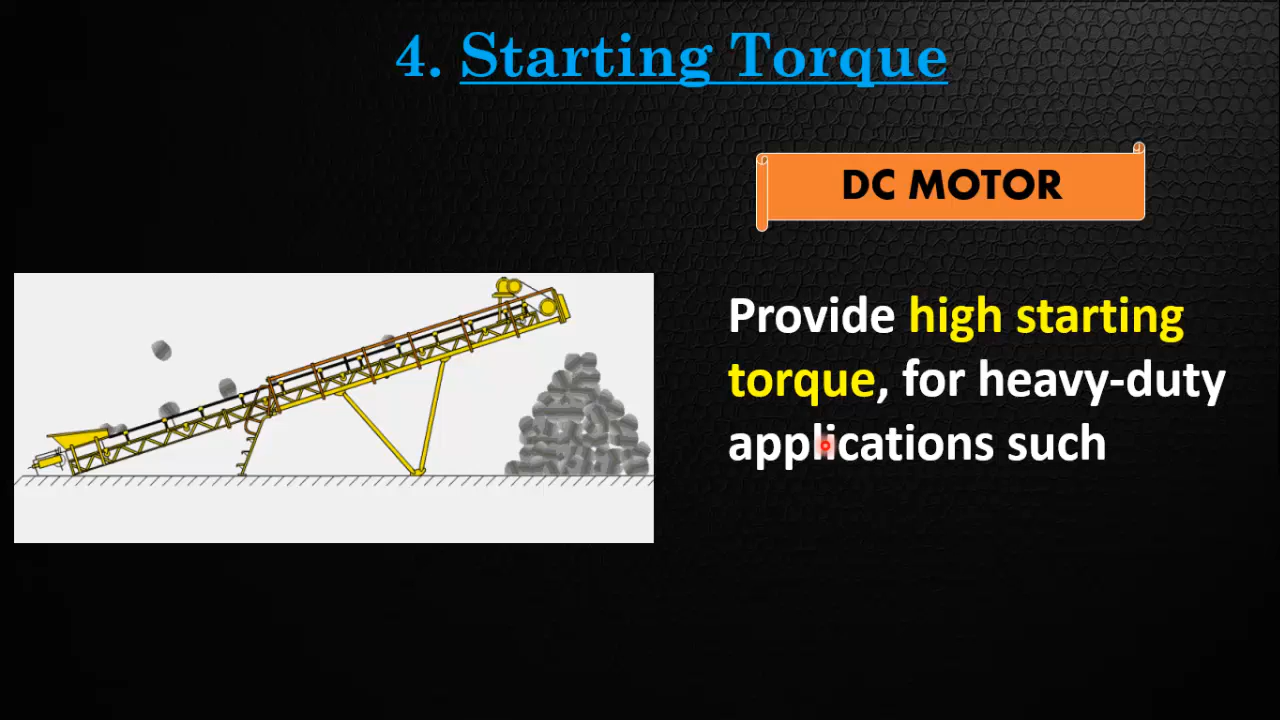 4. Starting Torque
DC MOTOR
Provide high starting
torque, for heavy-duty
applications such